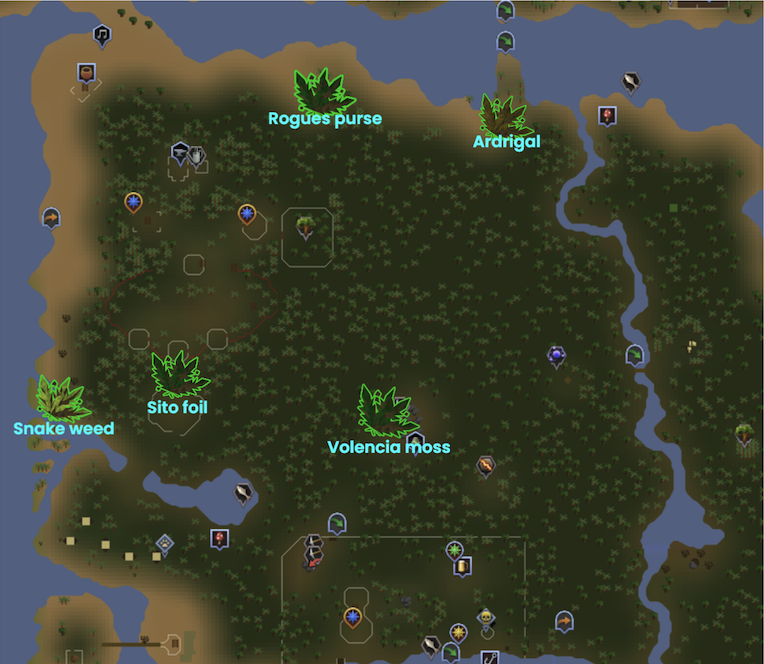 Rogues purse
Ardrigal
Sito foil
Snake weed
Volencia moss